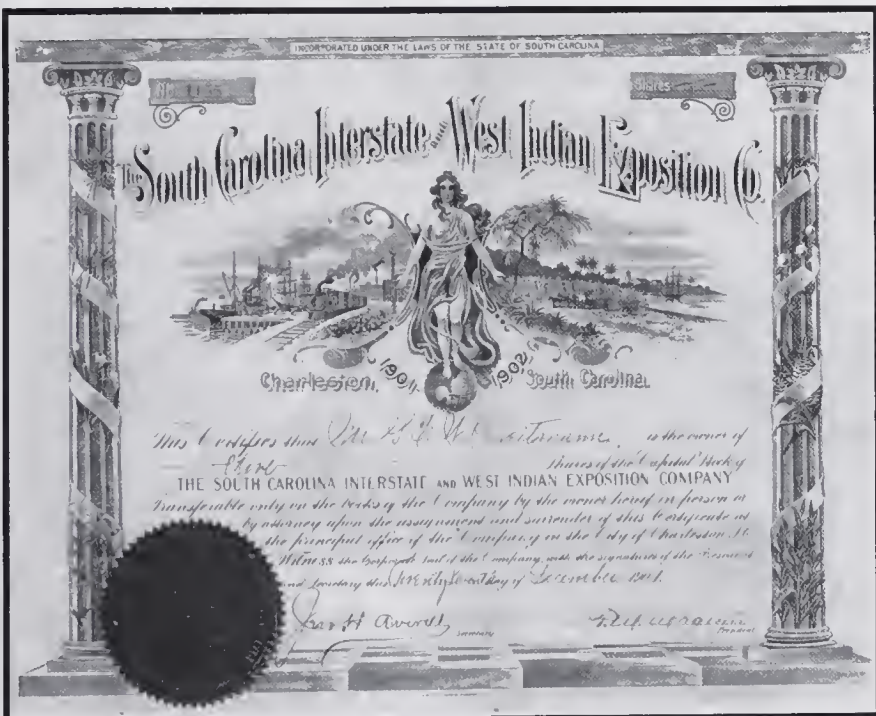 INCORPORATED UNDER THE LAWS OF THE STATE OF SOUTH CAROLINA
No. Shares
The South Carolina Interstate and West Indian Exposition Co.
Charleston, 1901. 1902. South Carolina.
This Certifies that is the owner of
Five Shares of the Capital Stock of
THE SOUTH CAROLINA INTERSTATE AND WEST INDIAN EXPOSITION COMPANY
Transferable only on the books of the Company by the owner hereof in person or
by attorney upon the assignment and surrender of this Certificate at
the principal office of the Company in the City of Charleston, S.C.
Witness the Corporate Seal of the Company, with the signatures of the President
and Secretary this day of December 1901.
Jno. H. Averill
Secretary
President